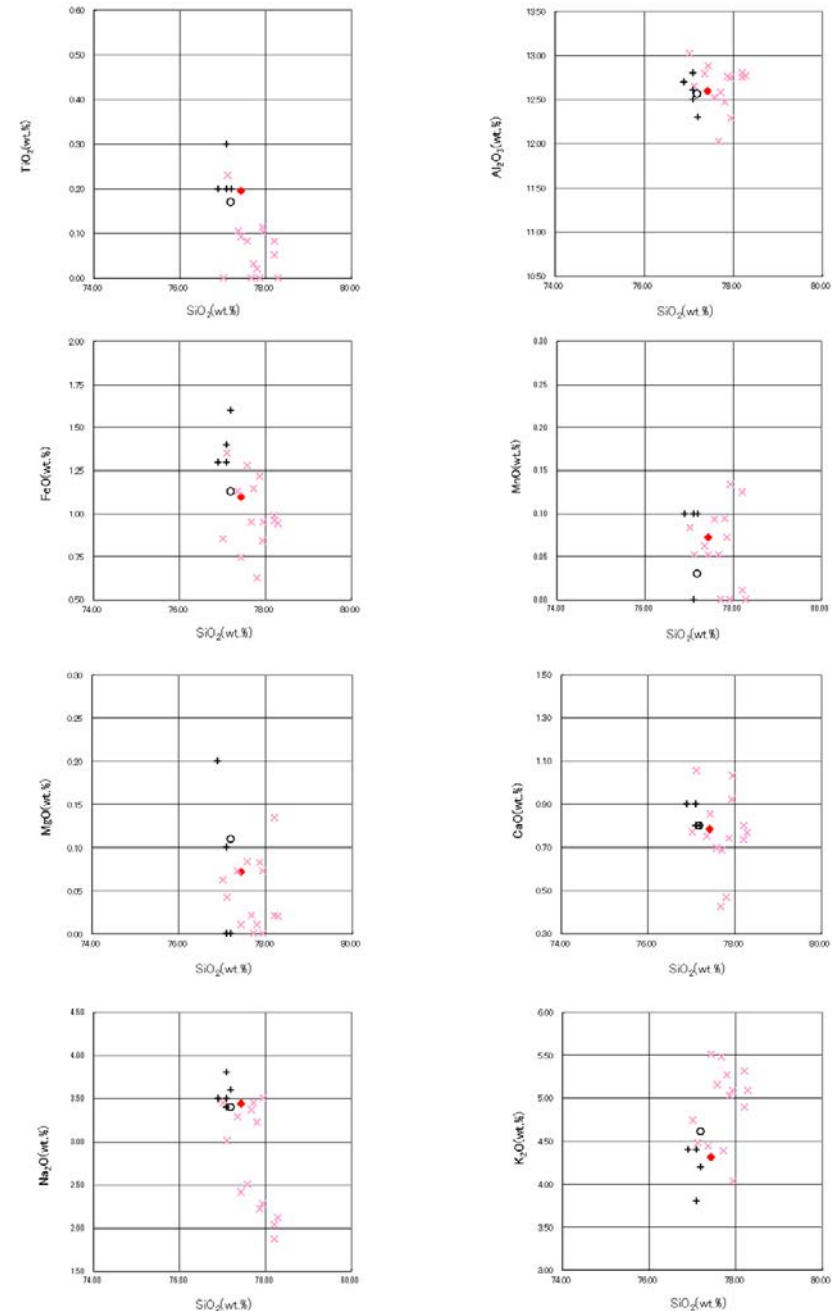 TiO₂(wt.%)
0.60
0.50
0.40
0.30
0.20
0.10
0.00
74.00 76.00 78.00 80.00
SiO₂(wt.%)
Al₂O₃(wt.%)
13.50
13.00
12.50
12.00
11.50
11.00
10.50
74.00 76.00 78.00 80.00
SiO₂(wt.%)
FeO(wt.%)
2.00
1.75
1.50
1.25
1.00
0.75
0.50
74.00 76.00 78.00 80.00
SiO₂(wt.%)
MnO(wt.%)
0.30
0.25
0.20
0.15
0.10
0.05
0.00
74.00 76.00 78.00 80.00
SiO₂(wt.%)
MgO(wt.%)
0.30
0.25
0.20
0.15
0.10
0.05
0.00
74.00 76.00 78.00 80.00
SiO₂(wt.%)
CaO(wt.%)
1.50
1.30
1.10
0.90
0.70
0.50
0.30
74.00 76.00 78.00 80.00
SiO₂(wt.%)
Na₂O(wt.%)
4.50
4.00
3.50
3.00
2.50
2.00
1.50
74.00 76.00 78.00 80.00
SiO₂(wt.%)
K₂O(wt.%)
6.00
5.50
5.00
4.50
4.00
3.50
3.00
74.00 76.00 78.00 80.00
SiO₂(wt.%)